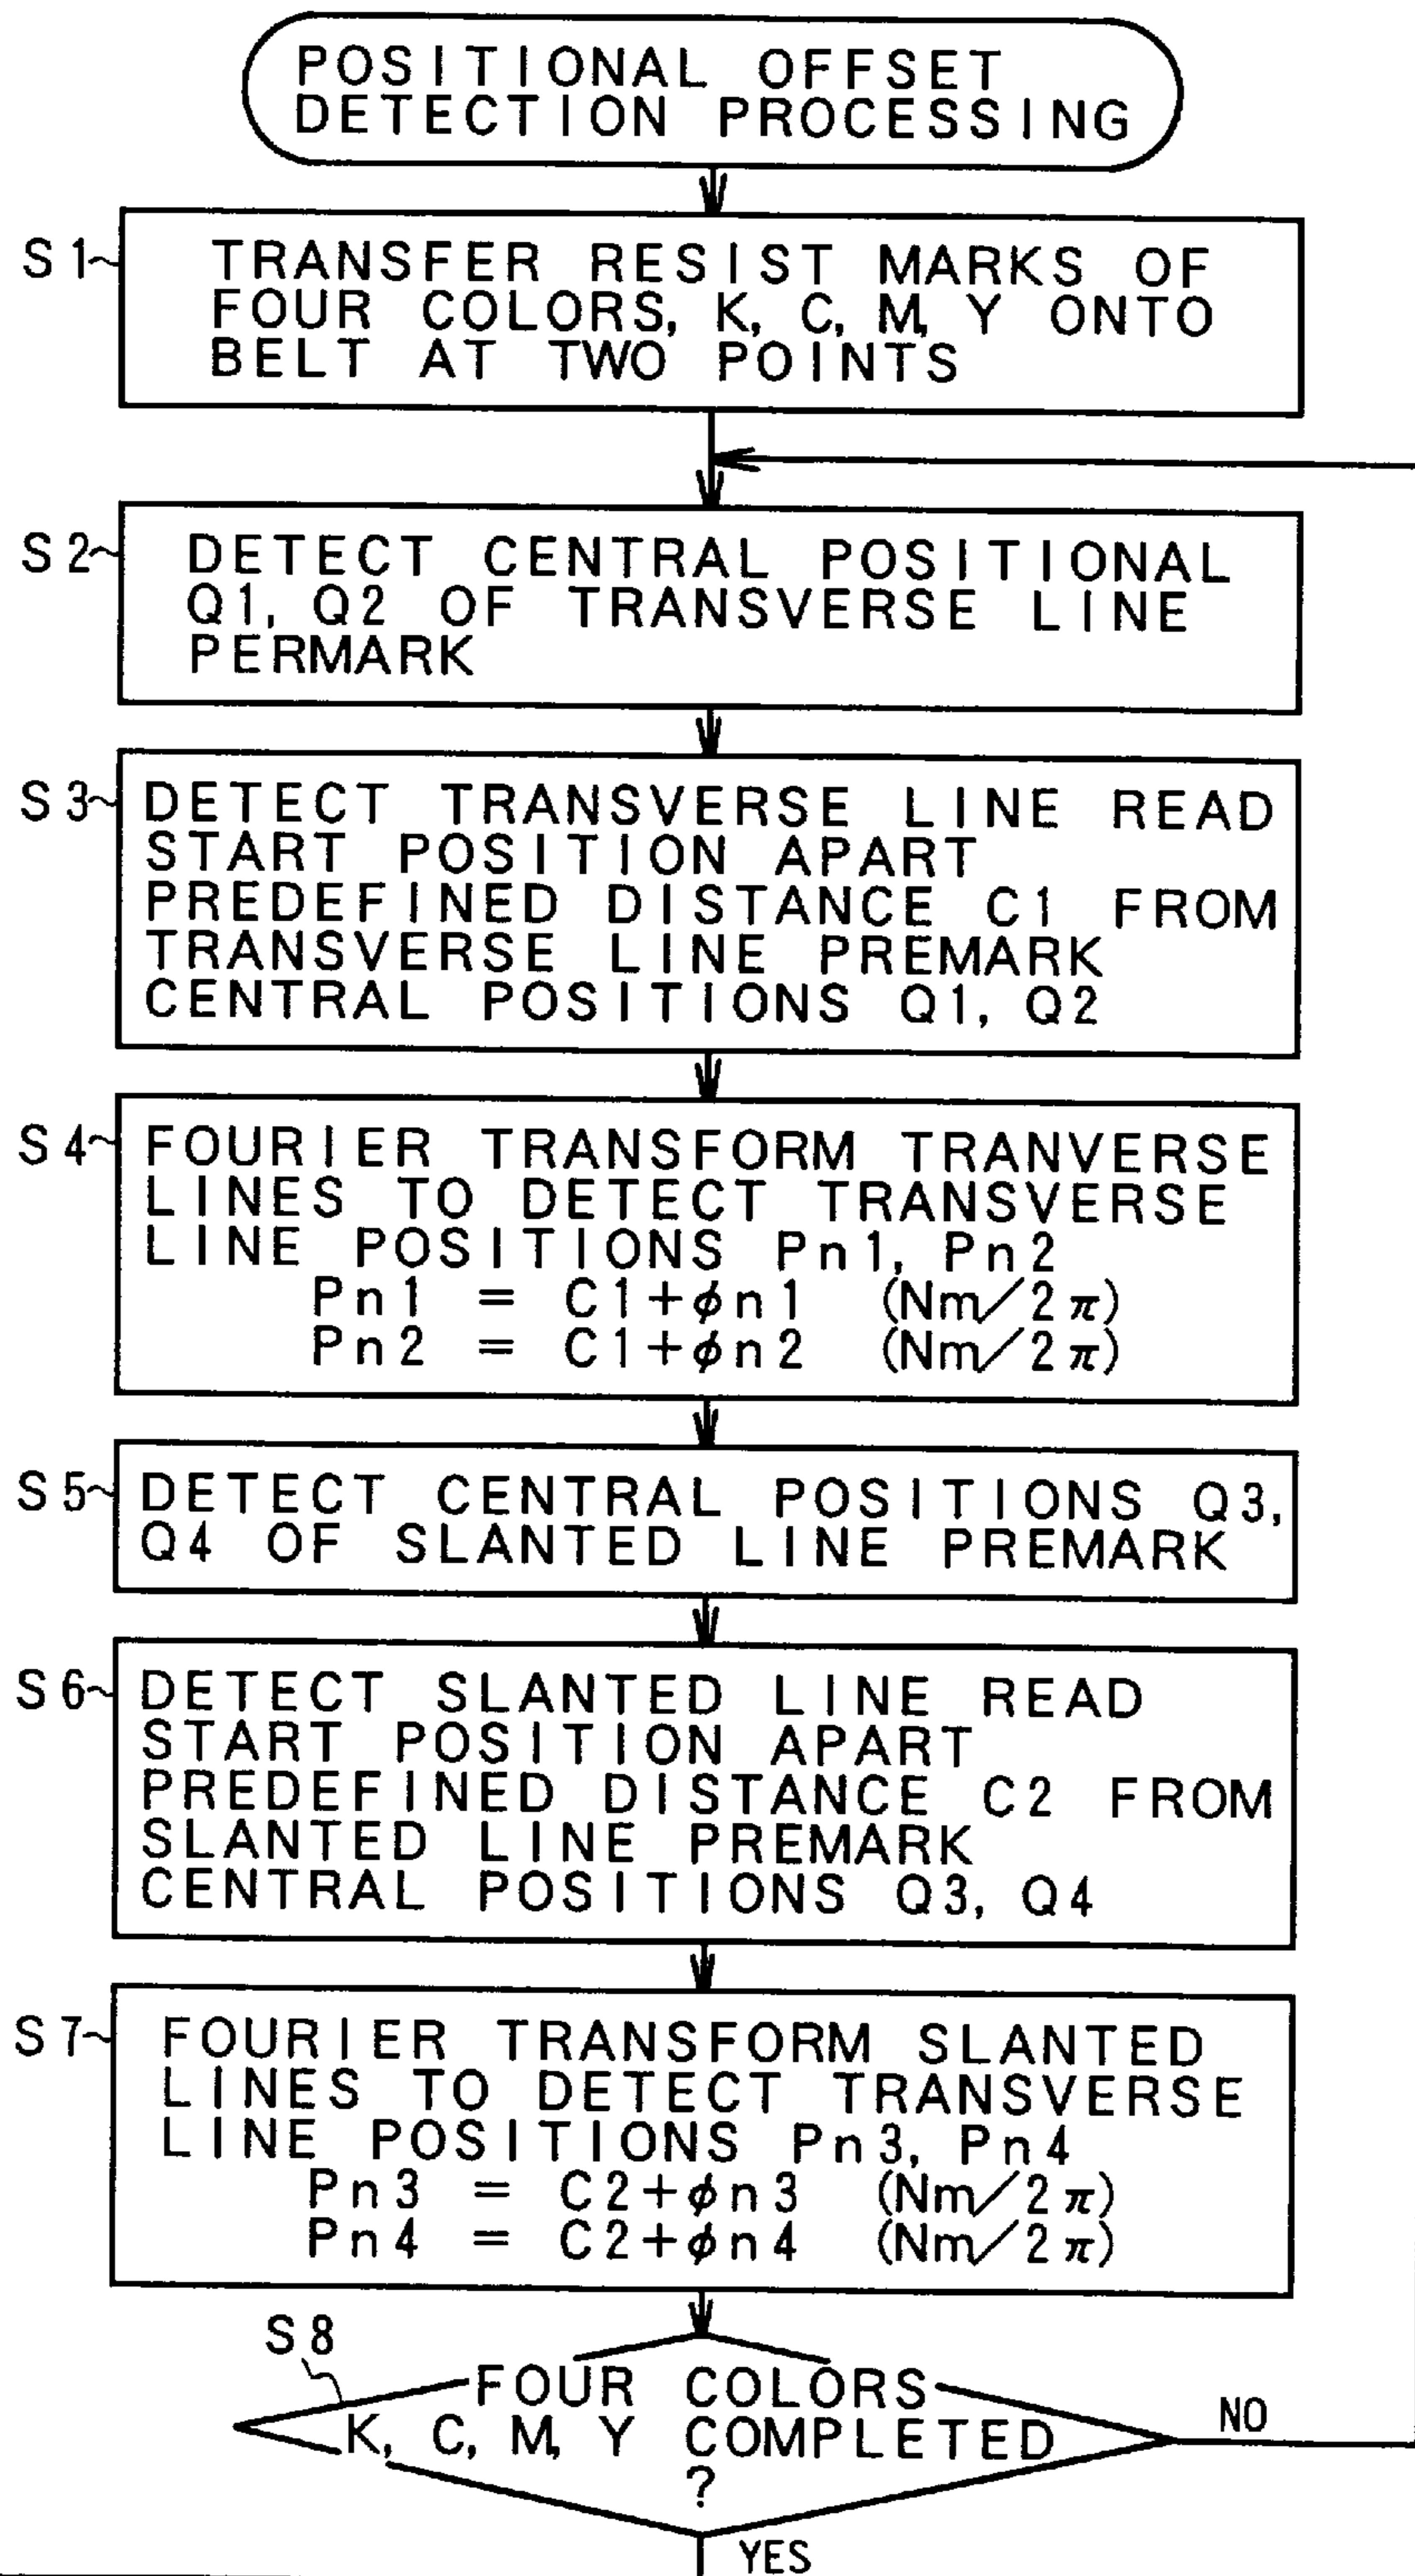 POSITIONAL OFFSET
DETECTION PROCESSING
S1
TRANSFER RESIST MARKS OF
FOUR COLORS, K, C, M, Y ONTO
BELT AT TWO POINTS
S2
DETECT CENTRAL POSITIONAL
Q1, Q2 OF TRANSVERSE LINE
PERMARK
S3
DETECT TRANSVERSE LINE READ
START POSITION APART
PREDEFINED DISTANCE C1 FROM
TRANSVERSE LINE PREMARK
CENTRAL POSITIONS Q1, Q2
S4
FOURIER TRANSFORM TRANVERSE
LINES TO DETECT TRANSVERSE
LINE POSITIONS Pn1, Pn2
Pn1 = C1+φn1 (Nm/2π)
Pn2 = C1+φn2 (Nm/2π)
S5
DETECT CENTRAL POSITIONS Q3,
Q4 OF SLANTED LINE PREMARK
S6
DETECT SLANTED LINE READ
START POSITION APART
PREDEFINED DISTANCE C2 FROM
SLANTED LINE PREMARK
CENTRAL POSITIONS Q3, Q4
S7
FOURIER TRANSFORM SLANTED
LINES TO DETECT TRANSVERSE
LINE POSITIONS Pn3, Pn4
Pn3 = C2+φn3 (Nm/2π)
Pn4 = C2+φn4 (Nm/2π)
S8
FOUR COLORS
K, C, M, Y COMPLETED
?
NO
YES